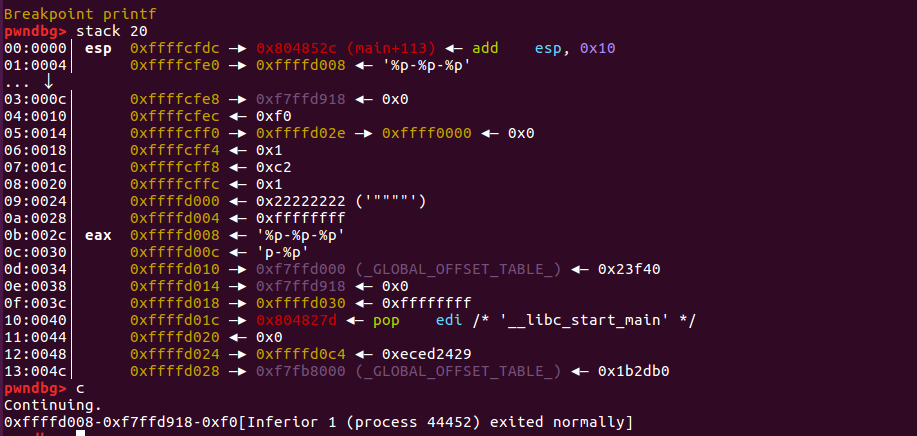 Breakpoint printf
pwndbg> stack 20
00:0000│ esp 0xffffcfdc —▸ 0x804852c (main+113) ◂— add esp, 0x10
01:0004│ 0xffffcfe0 —▸ 0xffffd008 ◂— '%p-%p-%p'
... ↓
03:000c│ 0xffffcfe8 —▸ 0xf7ffd918 ◂— 0x0
04:0010│ 0xffffcfec ◂— 0xf0
05:0014│ 0xffffcff0 —▸ 0xffffd02e —▸ 0xffff0000 ◂— 0x0
06:0018│ 0xffffcff4 ◂— 0x1
07:001c│ 0xffffcff8 ◂— 0xc2
08:0020│ 0xffffcffc ◂— 0x1
09:0024│ 0xffffd000 ◂— 0x22222222 ('""""')
0a:0028│ 0xffffd004 ◂— 0xffffffff
0b:002c│ eax 0xffffd008 ◂— '%p-%p-%p'
0c:0030│ 0xffffd00c ◂— 'p-%p'
0d:0034│ 0xffffd010 —▸ 0xf7ffd000 (_GLOBAL_OFFSET_TABLE_) ◂— 0x23f40
0e:0038│ 0xffffd014 —▸ 0xf7ffd918 ◂— 0x0
0f:003c│ 0xffffd018 —▸ 0xffffd030 ◂— 0xffffffff
10:0040│ 0xffffd01c —▸ 0x804827d ◂— pop edi /* '__libc_start_main' */
11:0044│ 0xffffd020 ◂— 0x0
12:0048│ 0xffffd024 —▸ 0xffffd0c4 ◂— 0xeced2429
13:004c│ 0xffffd028 —▸ 0xf7fb8000 (_GLOBAL_OFFSET_TABLE_) ◂— 0x1b2db0
pwndbg> c
Continuing.
0xffffd008-0xf7ffd918-0xf0[Inferior 1 (process 44452) exited normally]